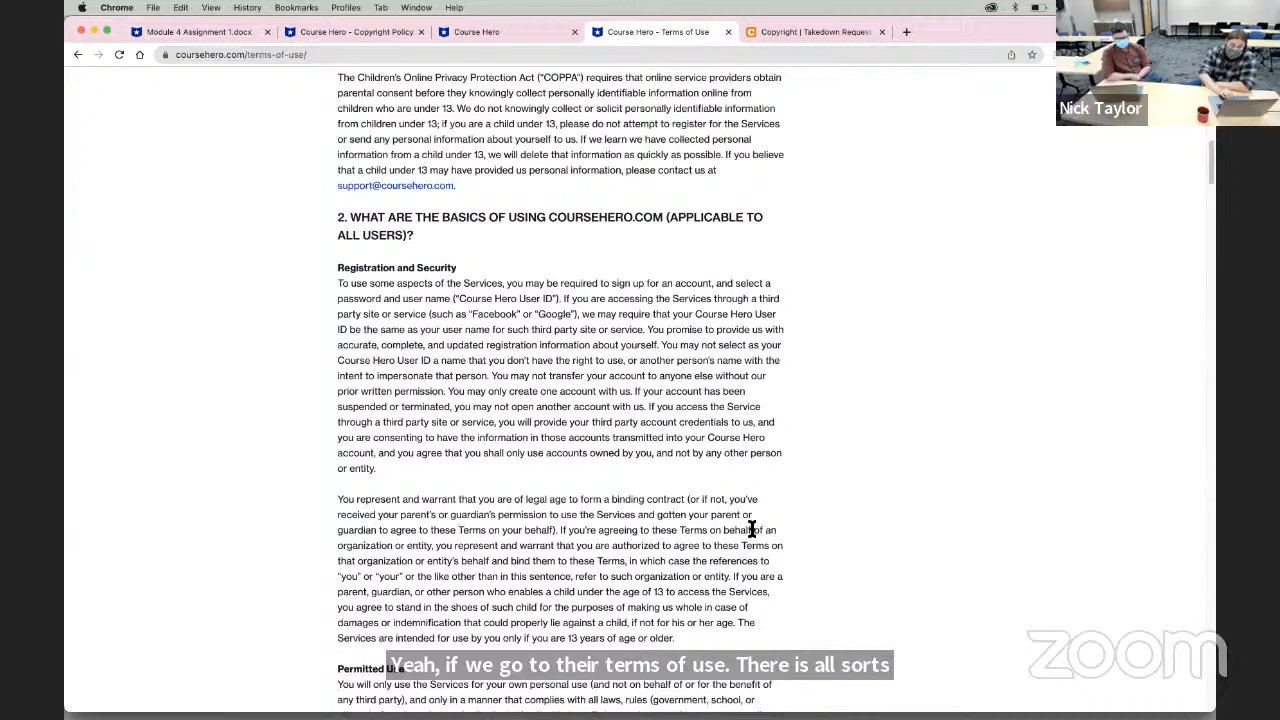 Chrome File Edit View History Bookmarks Profiles Tab Window Help
Module 4 Assignment 1.docx
Course Hero - Copyright Policy
Course Hero
Course Hero - Terms of Use
Copyright | Takedown Request
coursehero.com/terms-of-use/
Nick Taylor
The Children's Online Privacy Protection Act ("COPPA") requires that online service providers obtain
parental consent before they knowingly collect personally identifiable information online from
children who are under 13. We do not knowingly collect or solicit personally identifiable information
from children under 13; if you are a child under 13, please do not attempt to register for the Services
or send any personal information about yourself to us. If we learn we have collected personal
information from a child under 13, we will delete that information as quickly as possible. If you believe
that a child under 13 may have provided us personal information, please contact us at
support@coursehero.com.
2. WHAT ARE THE BASICS OF USING COURSEHERO.COM (APPLICABLE TO
ALL USERS)?
Registration and Security
To use some aspects of the Services, you may be required to sign up for an account, and select a
password and user name ("Course Hero User ID"). If you are accessing the Services through a third
party site or service (such as "Facebook" or "Google"), we may require that your Course Hero User
ID be the same as your user name for such third party site or service. You promise to provide us with
accurate, complete, and updated registration information about yourself. You may not select as your
Course Hero User ID a name that you don't have the right to use, or another person's name with the
intent to impersonate that person. You may not transfer your account to anyone else without our
prior written permission. You may only create one account with us. If your account has been
suspended or terminated, you may not open another account with us. If you access the Service
through a third party site or service, you will provide your third party account credentials to us, and
you are consenting to have the information in those accounts transmitted into your Course Hero
account, and you agree that you shall only use accounts owned by you, and not by any other person
or entity.
You represent and warrant that you are of legal age to form a binding contract (or if not, you've
received your parent's or guardian's permission to use the Services and gotten your parent or
guardian to agree to these Terms on your behalf). If you're agreeing to these Terms on behalf of an
organization or entity, you represent and warrant that you are authorized to agree to these Terms on
that organization or entity's behalf and bind them to these Terms, in which case the references to
"you" or "your" or the like other than in this sentence, refer to such organization or entity. If you are a
parent, guardian, or other person who enables a child under the age of 13 to access the Services,
you agree to stand in the shoes of such child for the purposes of making us whole in case of
damages or indemnification that could properly lie against a child, if not for his or her age. The
Services are intended for use by you only if you are 13 years of age or older.
Permitted Use
Yeah, if we go to their terms of use. There is all sorts
You will only use the Services for your own personal use (and not on behalf of or for the benefit of
any third party), and only in a manner that complies with all laws, rules (government, school, or
zoom